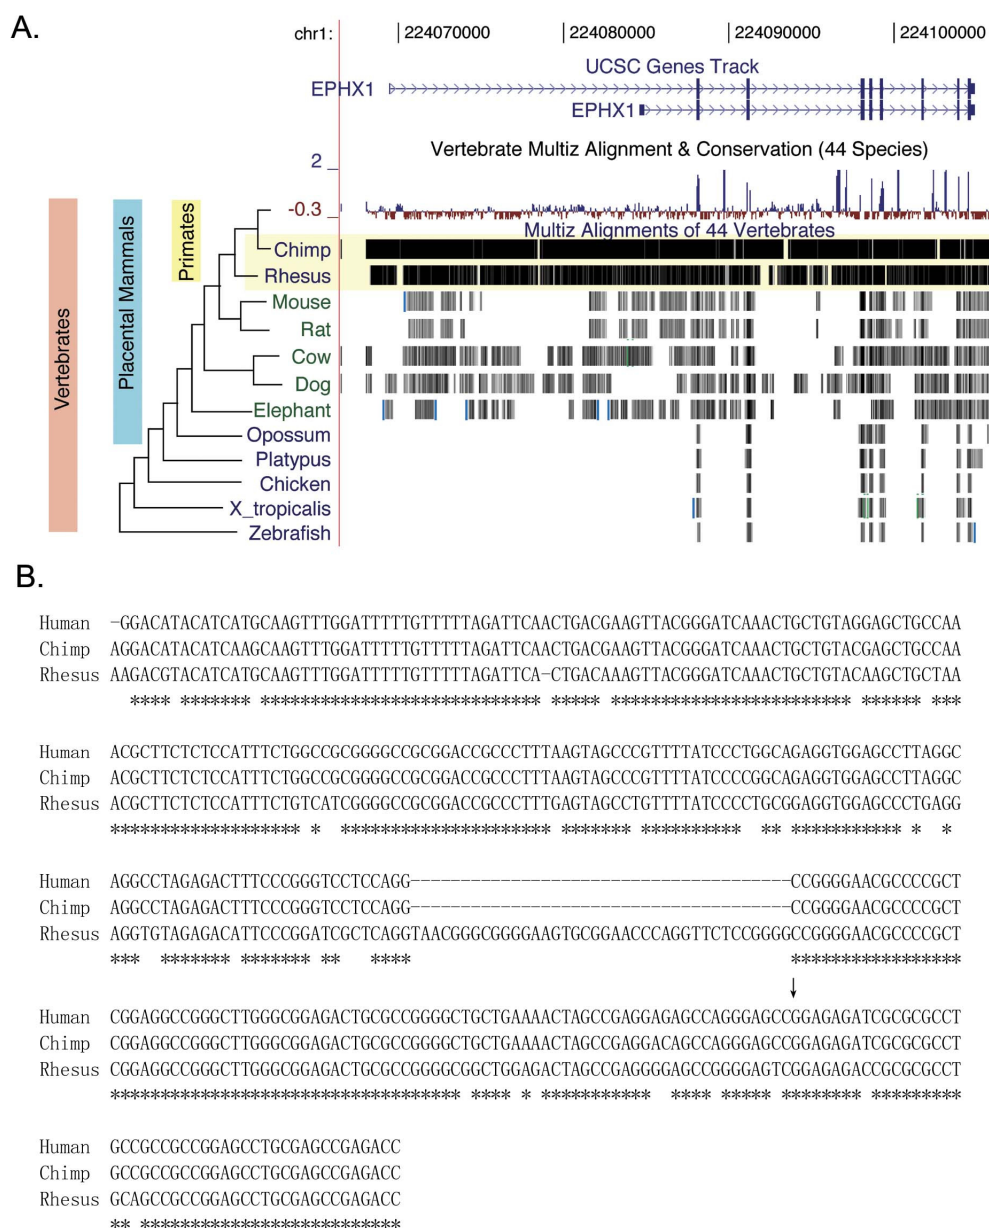 A.
chr1:
224070000
224080000
224090000
224100000
UCSC Genes Track
EPHX1
EPHX1
Vertebrate Multiz Alignment & Conservation (44 Species)
2
-0.3
Multiz Alignments of 44 Vertebrates
Vertebrates
Placental Mammals
Primates
Chimp
Rhesus
Mouse
Rat
Cow
Dog
Elephant
Opossum
Platypus
Chicken
X_tropicalis
Zebrafish
B.
Human -GGACATACATCATGCAAGTTTGGATTTTTGTTTTTAGATTCAACTGACGAAGTTACGGGATCAAACTGCTGTAGGAGCTGCCAA
Chimp AGGACATACATCAAGCAAGTTTGGATTTTTGTTTTTAGATTCAACTGACGAAGTTACGGGATCAAACTGCTGTACGAGCTGCCAA
Rhesus AAGACGTACATCATGCAAGTTTGGATTTTTGTTTTTAGATTCA-CTGACAAAGTTACGGGATCAAACTGCTGTACAAGCTGCTAA
**** ******* ***************************** ***** ************************* ****** ***
Human ACGCTTCTCTCCATTTCTGGCCGCGGGGCCGCGGACCGCCCTTTAAGTAGCCCGTTTTATCCCTGGCAGAGGTGGAGCCTTAGGC
Chimp ACGCTTCTCTCCATTTCTGGCCGCGGGGCCGCGGACCGCCCTTTAAGTAGCCCGTTTTATCCCCGGCAGAGGTGGAGCCTTAGGC
Rhesus ACGCTTCTCTCCATTTCTGTCATCGGGGCCGCGGACCGCCCTTTGAGTAGCCTGTTTTATCCCCTGCGGAGGTGGAGCCCTGAGG
******************* * ********************* ******* ********** ** *********** * *
Human AGGCCTAGAGACTTTCCCGGGTCCTCCAGG--------------------------------------CCGGGGAACGCCCCGCT
Chimp AGGCCTAGAGACTTTCCCGGGTCCTCCAGG--------------------------------------CCGGGGAACGCCCCGCT
Rhesus AGGTGTAGAGACATTCCCGGATCGCTCAGGTAACGGGCGGGGAAGTGCGGAACCCAGGTTCTCCGGGGCCGGGGAACGCCCCGCT
*** ******* ******* ** **** *****************
Human CGGAGGCCGGGCTTGGGCGGAGACTGCGCCGGGGCTGCTGAAAACTAGCCGAGGAGAGCCAGGGAGCCGGAGAGATCGCGCGCCT
Chimp CGGAGGCCGGGCTTGGGCGGAGACTGCGCCGGGGCTGCTGAAAACTAGCCGAGGACAGCCAGGGAGCCGGAGAGATCGCGCGCCT
Rhesus CGGAGGCCGGGCTTGGGCGGAGACTGCGCCGGGGCGGCTGGAGACTAGCCGAGGGGAGCCGGGGAGTCGGAGAGACCGCGCGCCT
*********************************** **** * *********** **** ***** ******** *********
Human GCCGCCGCCGGAGCCTGCGAGCCGAGACC
Chimp GCCGCCGCCGGAGCCTGCGAGCCGAGACC
Rhesus GCAGCCGCCGGAGCCTGCGAGCCGAGACC
** **************************